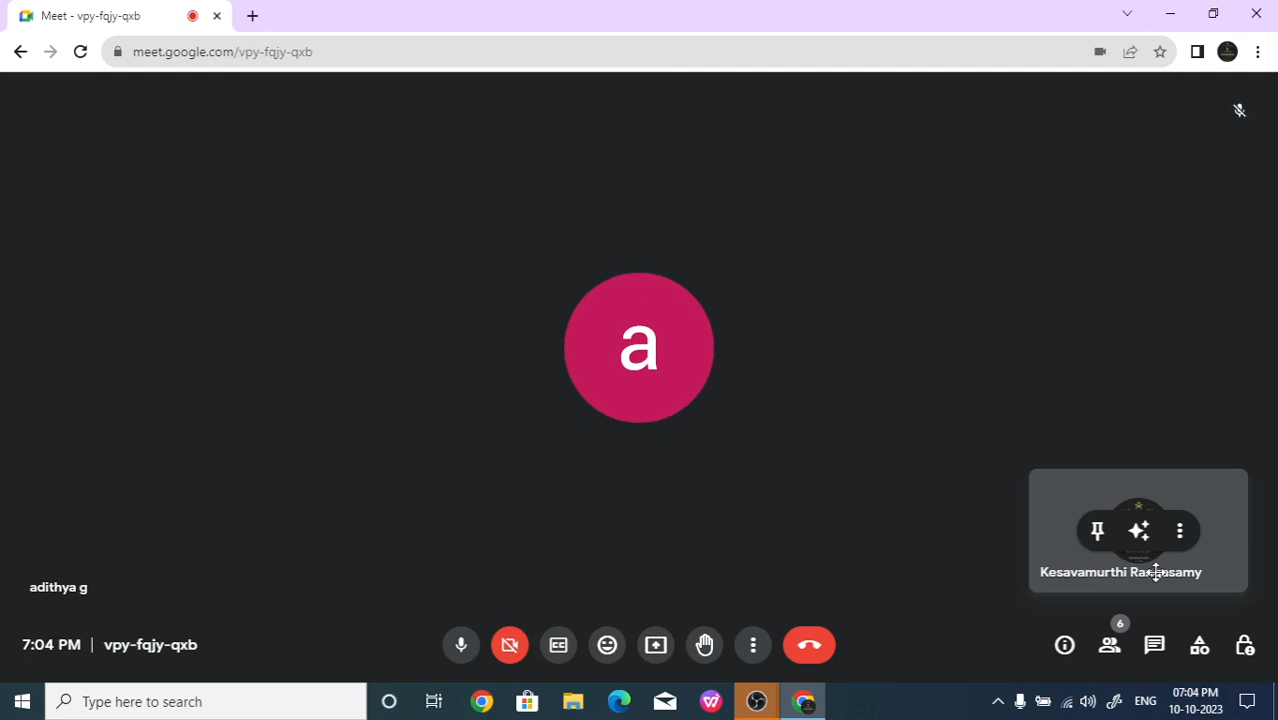 Meet - vpy-fqjy-qxb
meet.google.com/vpy-fqjy-qxb
a
Kesavamurthi
adithya g
6
7:04 PM | vpy-fqjy-qxb
Type here to search
ENG
07:04 PM
10-10-2023